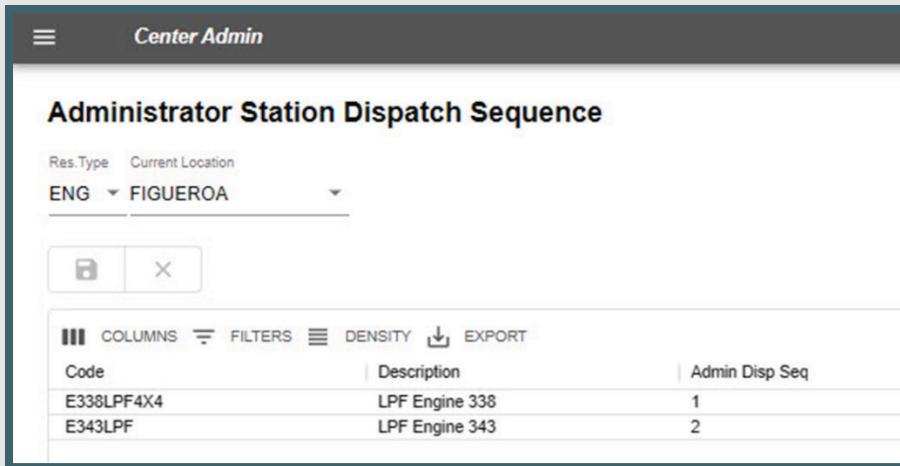 Center Admin
Administrator Station Dispatch Sequence
Res.Type Current Location
ENG FIGUEROA
COLUMNS FILTERS DENSITY EXPORT
Code Description Admin Disp Seq
E338LPF4X4 LPF Engine 338 1
E343LPF LPF Engine 343 2